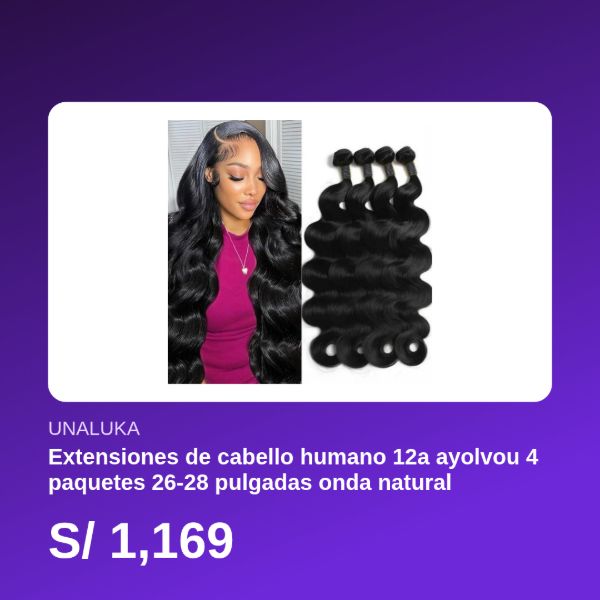 UNALUKA
Extensiones de cabello humano 12a ayolvou 4
paquetes 26-28 pulgadas onda natural
S/ 1,169